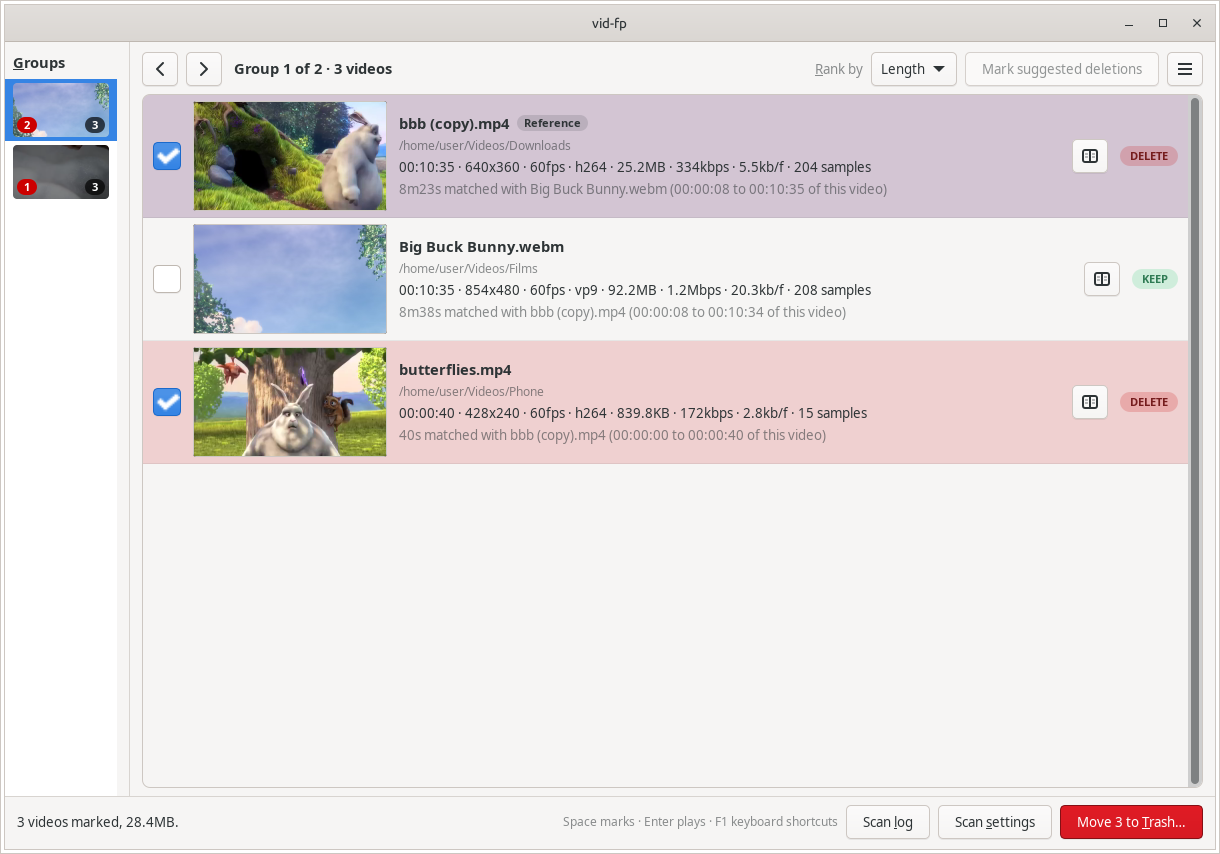 vid-fp
Groups
2 3
1 3
Group 1 of 2 · 3 videos
Rank by Length Mark suggested deletions
bbb (copy).mp4 Reference
/home/user/Videos/Downloads
00:10:35 · 640x360 · 60fps · h264 · 25.2MB · 334kbps · 5.5kb/f · 204 samples
8m23s matched with Big Buck Bunny.webm (00:00:08 to 00:10:35 of this video)
DELETE
Big Buck Bunny.webm
/home/user/Videos/Films
00:10:35 · 854x480 · 60fps · vp9 · 92.2MB · 1.2Mbps · 20.3kb/f · 208 samples
8m38s matched with bbb (copy).mp4 (00:00:08 to 00:10:34 of this video)
KEEP
butterflies.mp4
/home/user/Videos/Phone
00:00:40 · 428x240 · 60fps · h264 · 839.8KB · 172kbps · 2.8kb/f · 15 samples
40s matched with bbb (copy).mp4 (00:00:00 to 00:00:40 of this video)
DELETE
3 videos marked, 28.4MB.
Space marks · Enter plays · F1 keyboard shortcuts
Scan log
Scan settings
Move 3 to Trash...